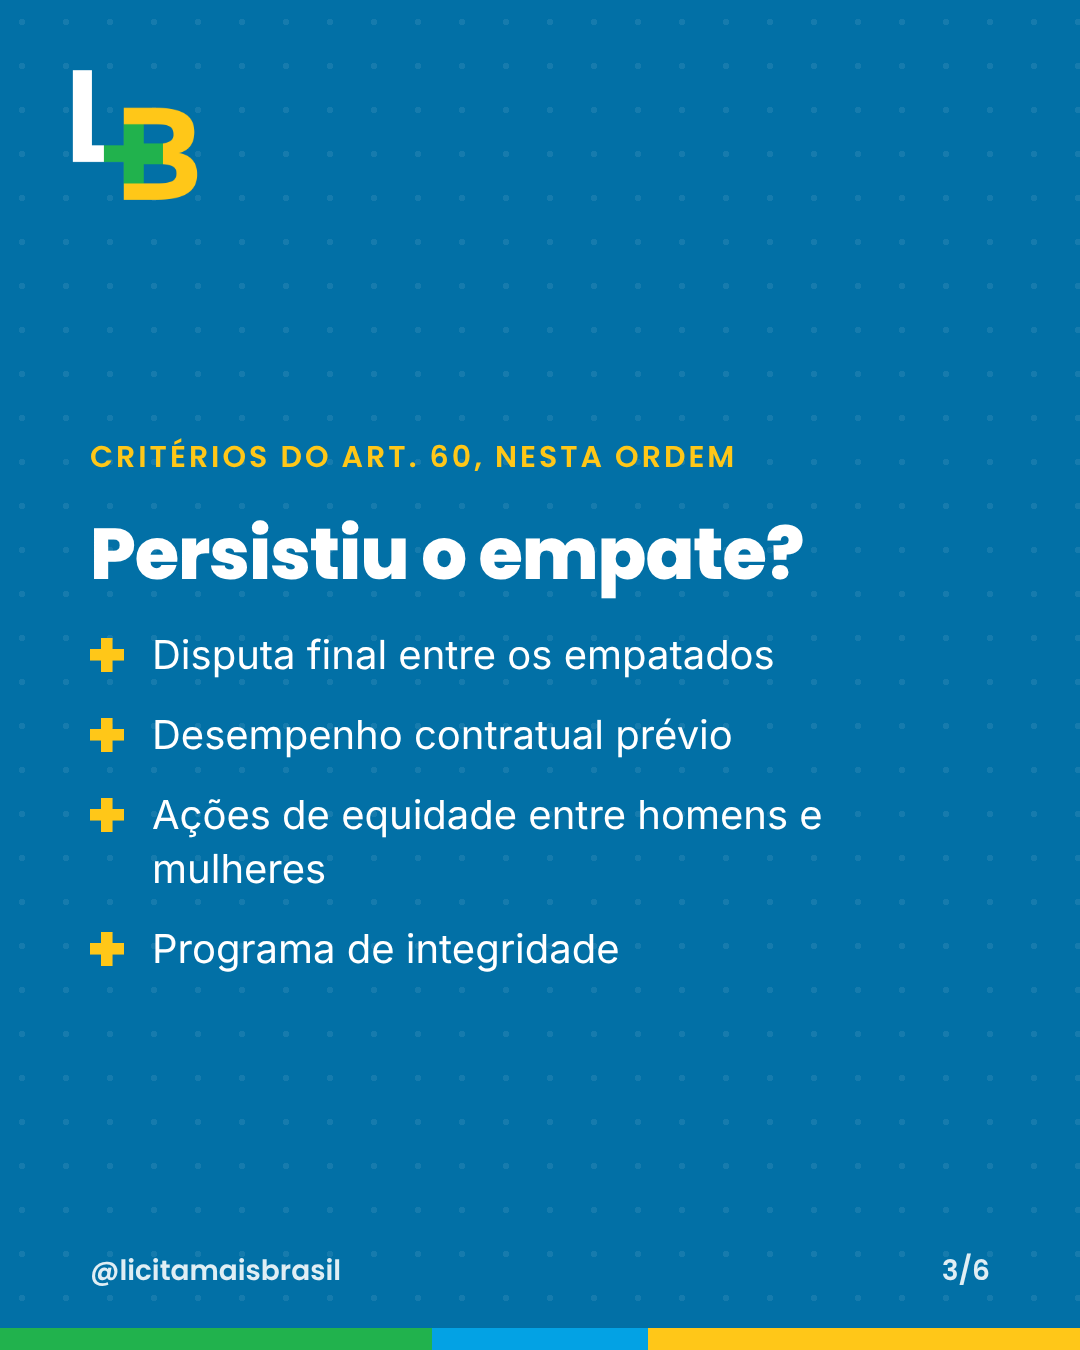 L+B
CRITÉRIOS DO ART. 60, NESTA ORDEM
Persistiu o empate?
Disputa final entre os empatados
Desempenho contratual prévio
Ações de equidade entre homens e
mulheres
Programa de integridade
@licitamaisbrasil
3/6